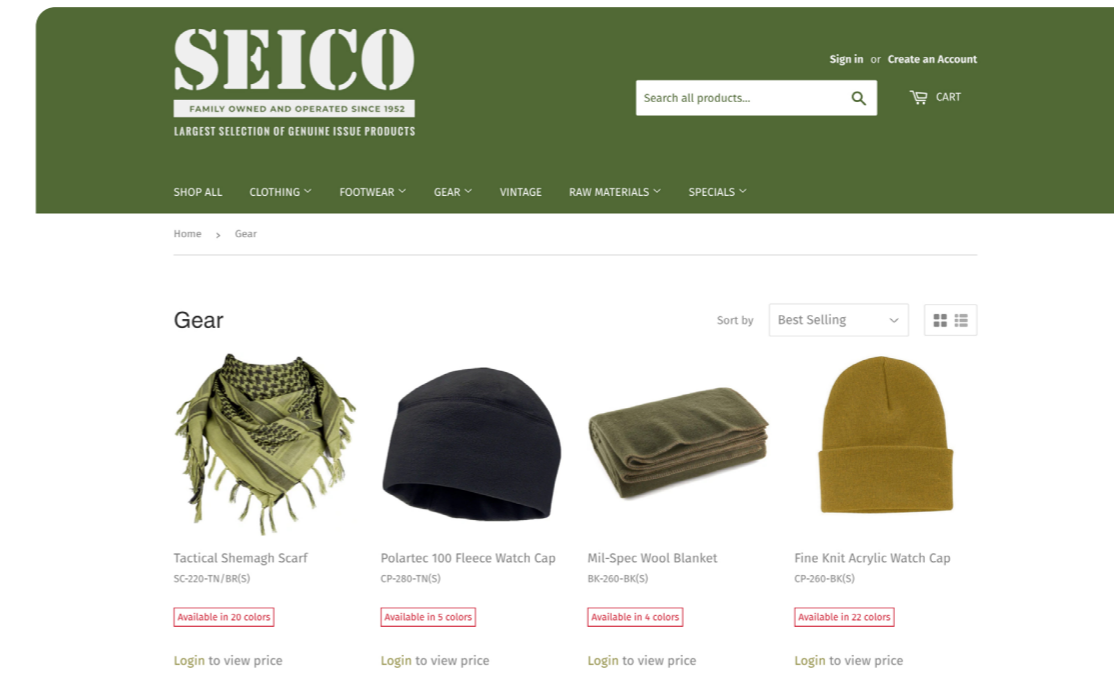 SEICO
FAMILY OWNED AND OPERATED SINCE 1952
LARGEST SELECTION OF GENUINE ISSUE PRODUCTS
Sign in or Create an Account
Search all products...
CART
SHOP ALL CLOTHING FOOTWEAR GEAR VINTAGE RAW MATERIALS SPECIALS
Home › Gear
Gear
Sort by Best Selling
Tactical Shemagh Scarf
SC-220-TN/BR(S)
Available in 20 colors
Login to view price
Polartec 100 Fleece Watch Cap
CP-280-TN(S)
Available in 5 colors
Login to view price
Mil-Spec Wool Blanket
BK-260-BK(S)
Available in 4 colors
Login to view price
Fine Knit Acrylic Watch Cap
CP-260-BK(S)
Available in 22 colors
Login to view price